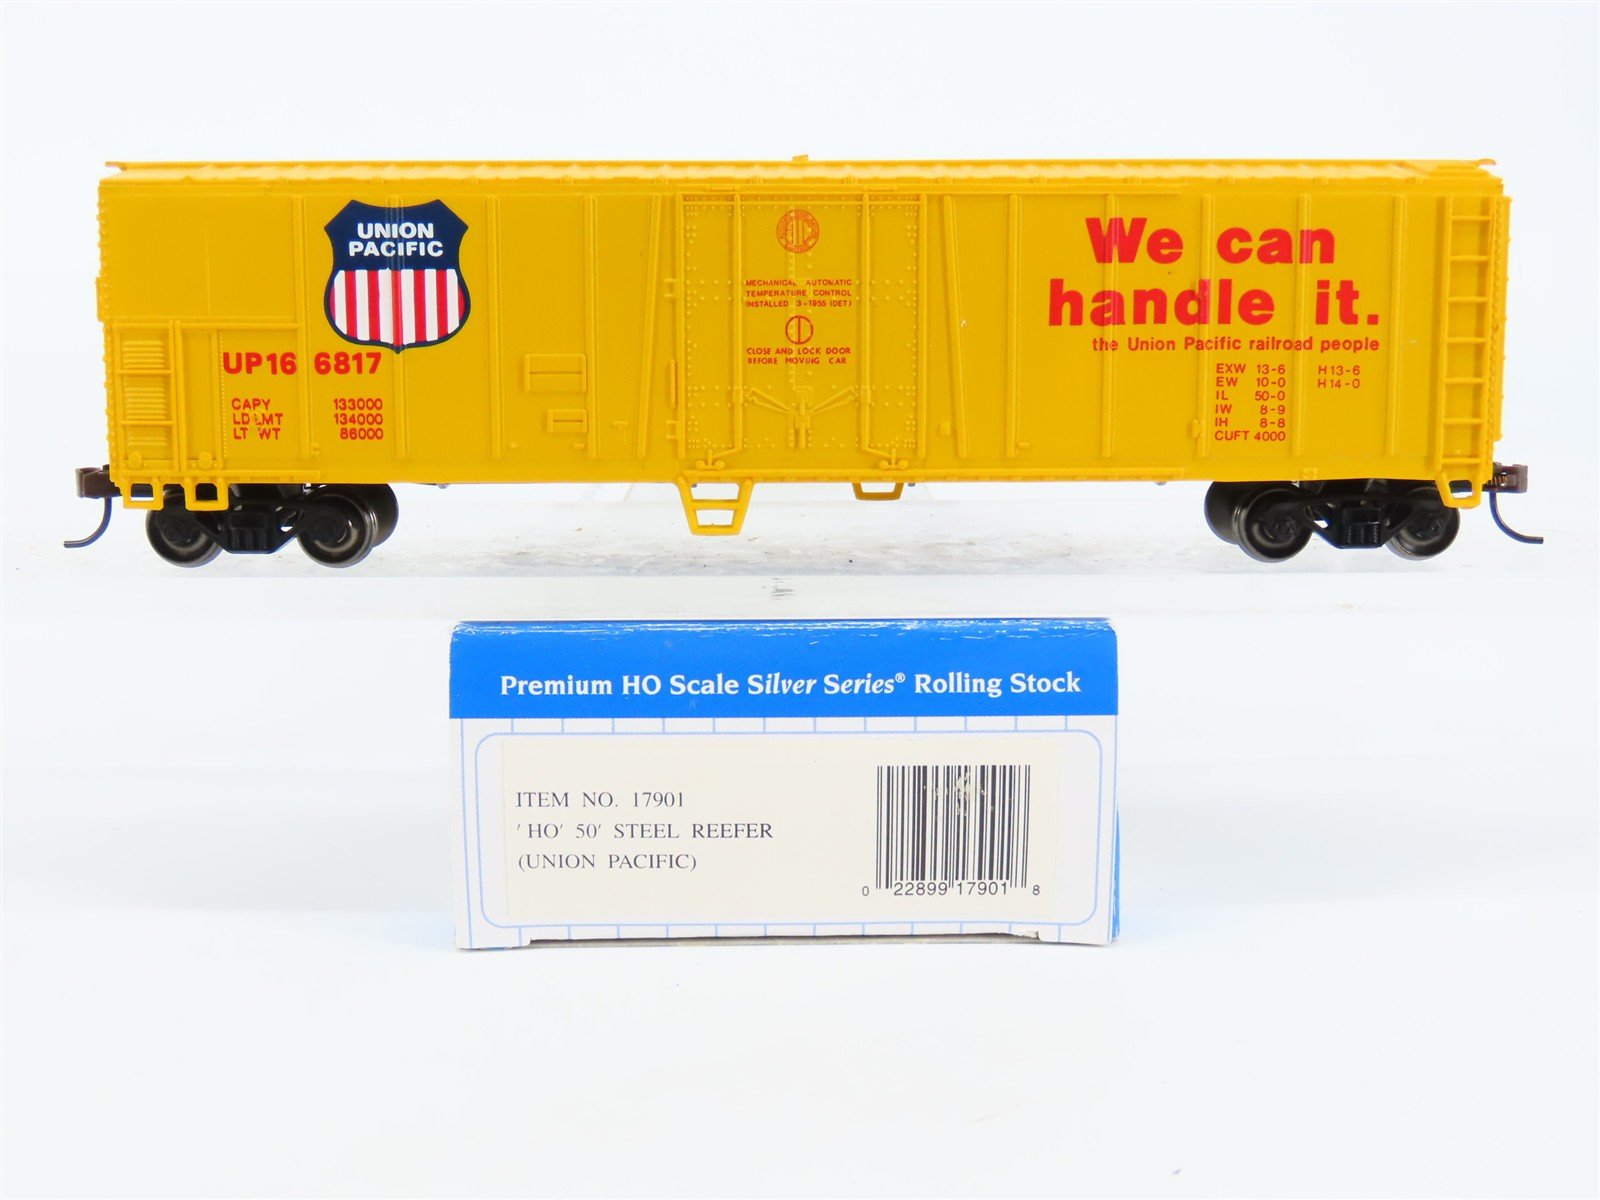 UNION
PACIFIC
UP166817
CAPY 133000
LD LMT 134000
LT WT 86000
MECHANICAL AUTOMATIC
TEMPERATURE CONTROL
INSTALLED 3-1955 (DET)
CLOSE AND LOCK DOOR
BEFORE MOVING CAR
We can
handle it.
the Union Pacific railroad people
EXW 13-6 H13-6
EW 10-0 H14-0
IL 50-0
IW 8-9
IH 8-8
CUFT 4000
Premium HO Scale Silver Series® Rolling Stock
ITEM NO. 17901
'HO' 50' STEEL REEFER
(UNION PACIFIC)
0 22899 17901 8